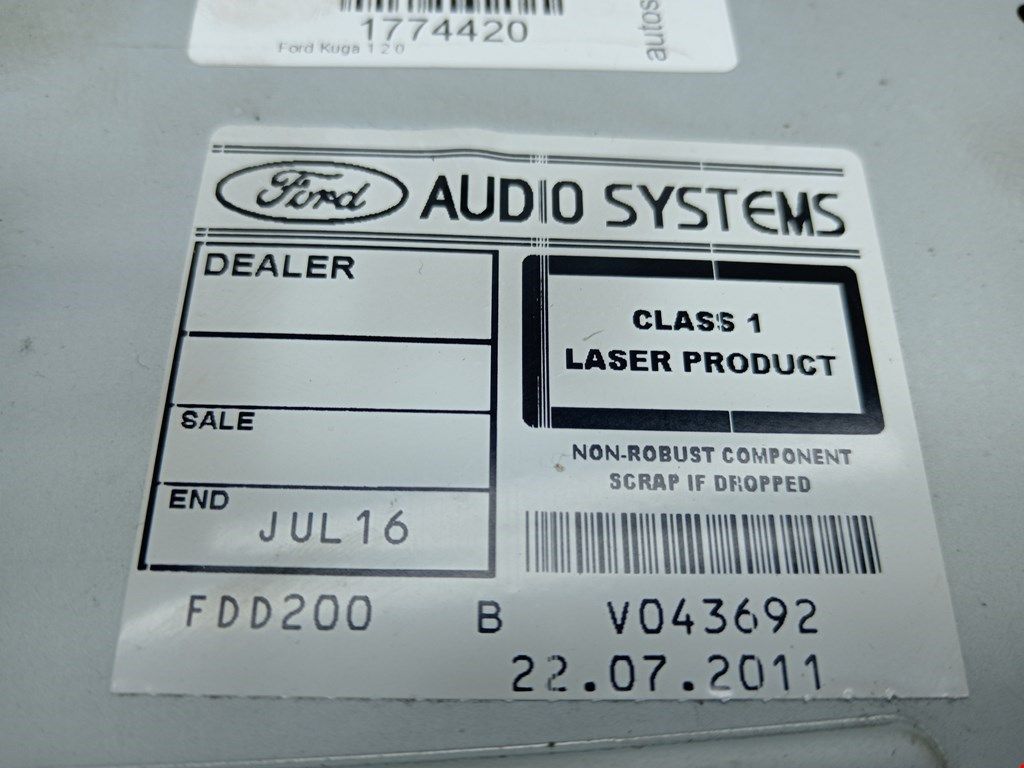 1774420
Ford Kuga 1 2.0
autos
Ford AUDIO SYSTEMS
DEALER
CLASS 1
LASER PRODUCT
SALE
NON-ROBUST COMPONENT
SCRAP IF DROPPED
END JUL16
FDD200 B V043692
22.07.2011